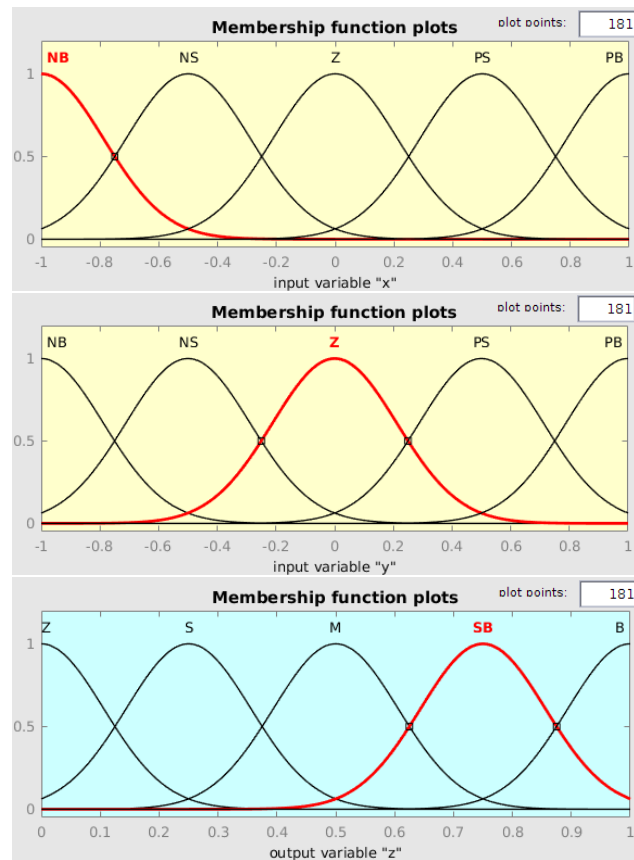 Membership function plots plot points: 181
NB NS Z PS PB
1
0.5
0
-1 -0.8 -0.6 -0.4 -0.2 0 0.2 0.4 0.6 0.8 1
input variable "x"
Membership function plots plot points: 181
NB NS Z PS PB
1
0.5
0
-1 -0.8 -0.6 -0.4 -0.2 0 0.2 0.4 0.6 0.8 1
input variable "y"
Membership function plots plot points: 181
Z S M SB B
1
0.5
0
0 0.1 0.2 0.3 0.4 0.5 0.6 0.7 0.8 0.9 1
output variable "z"